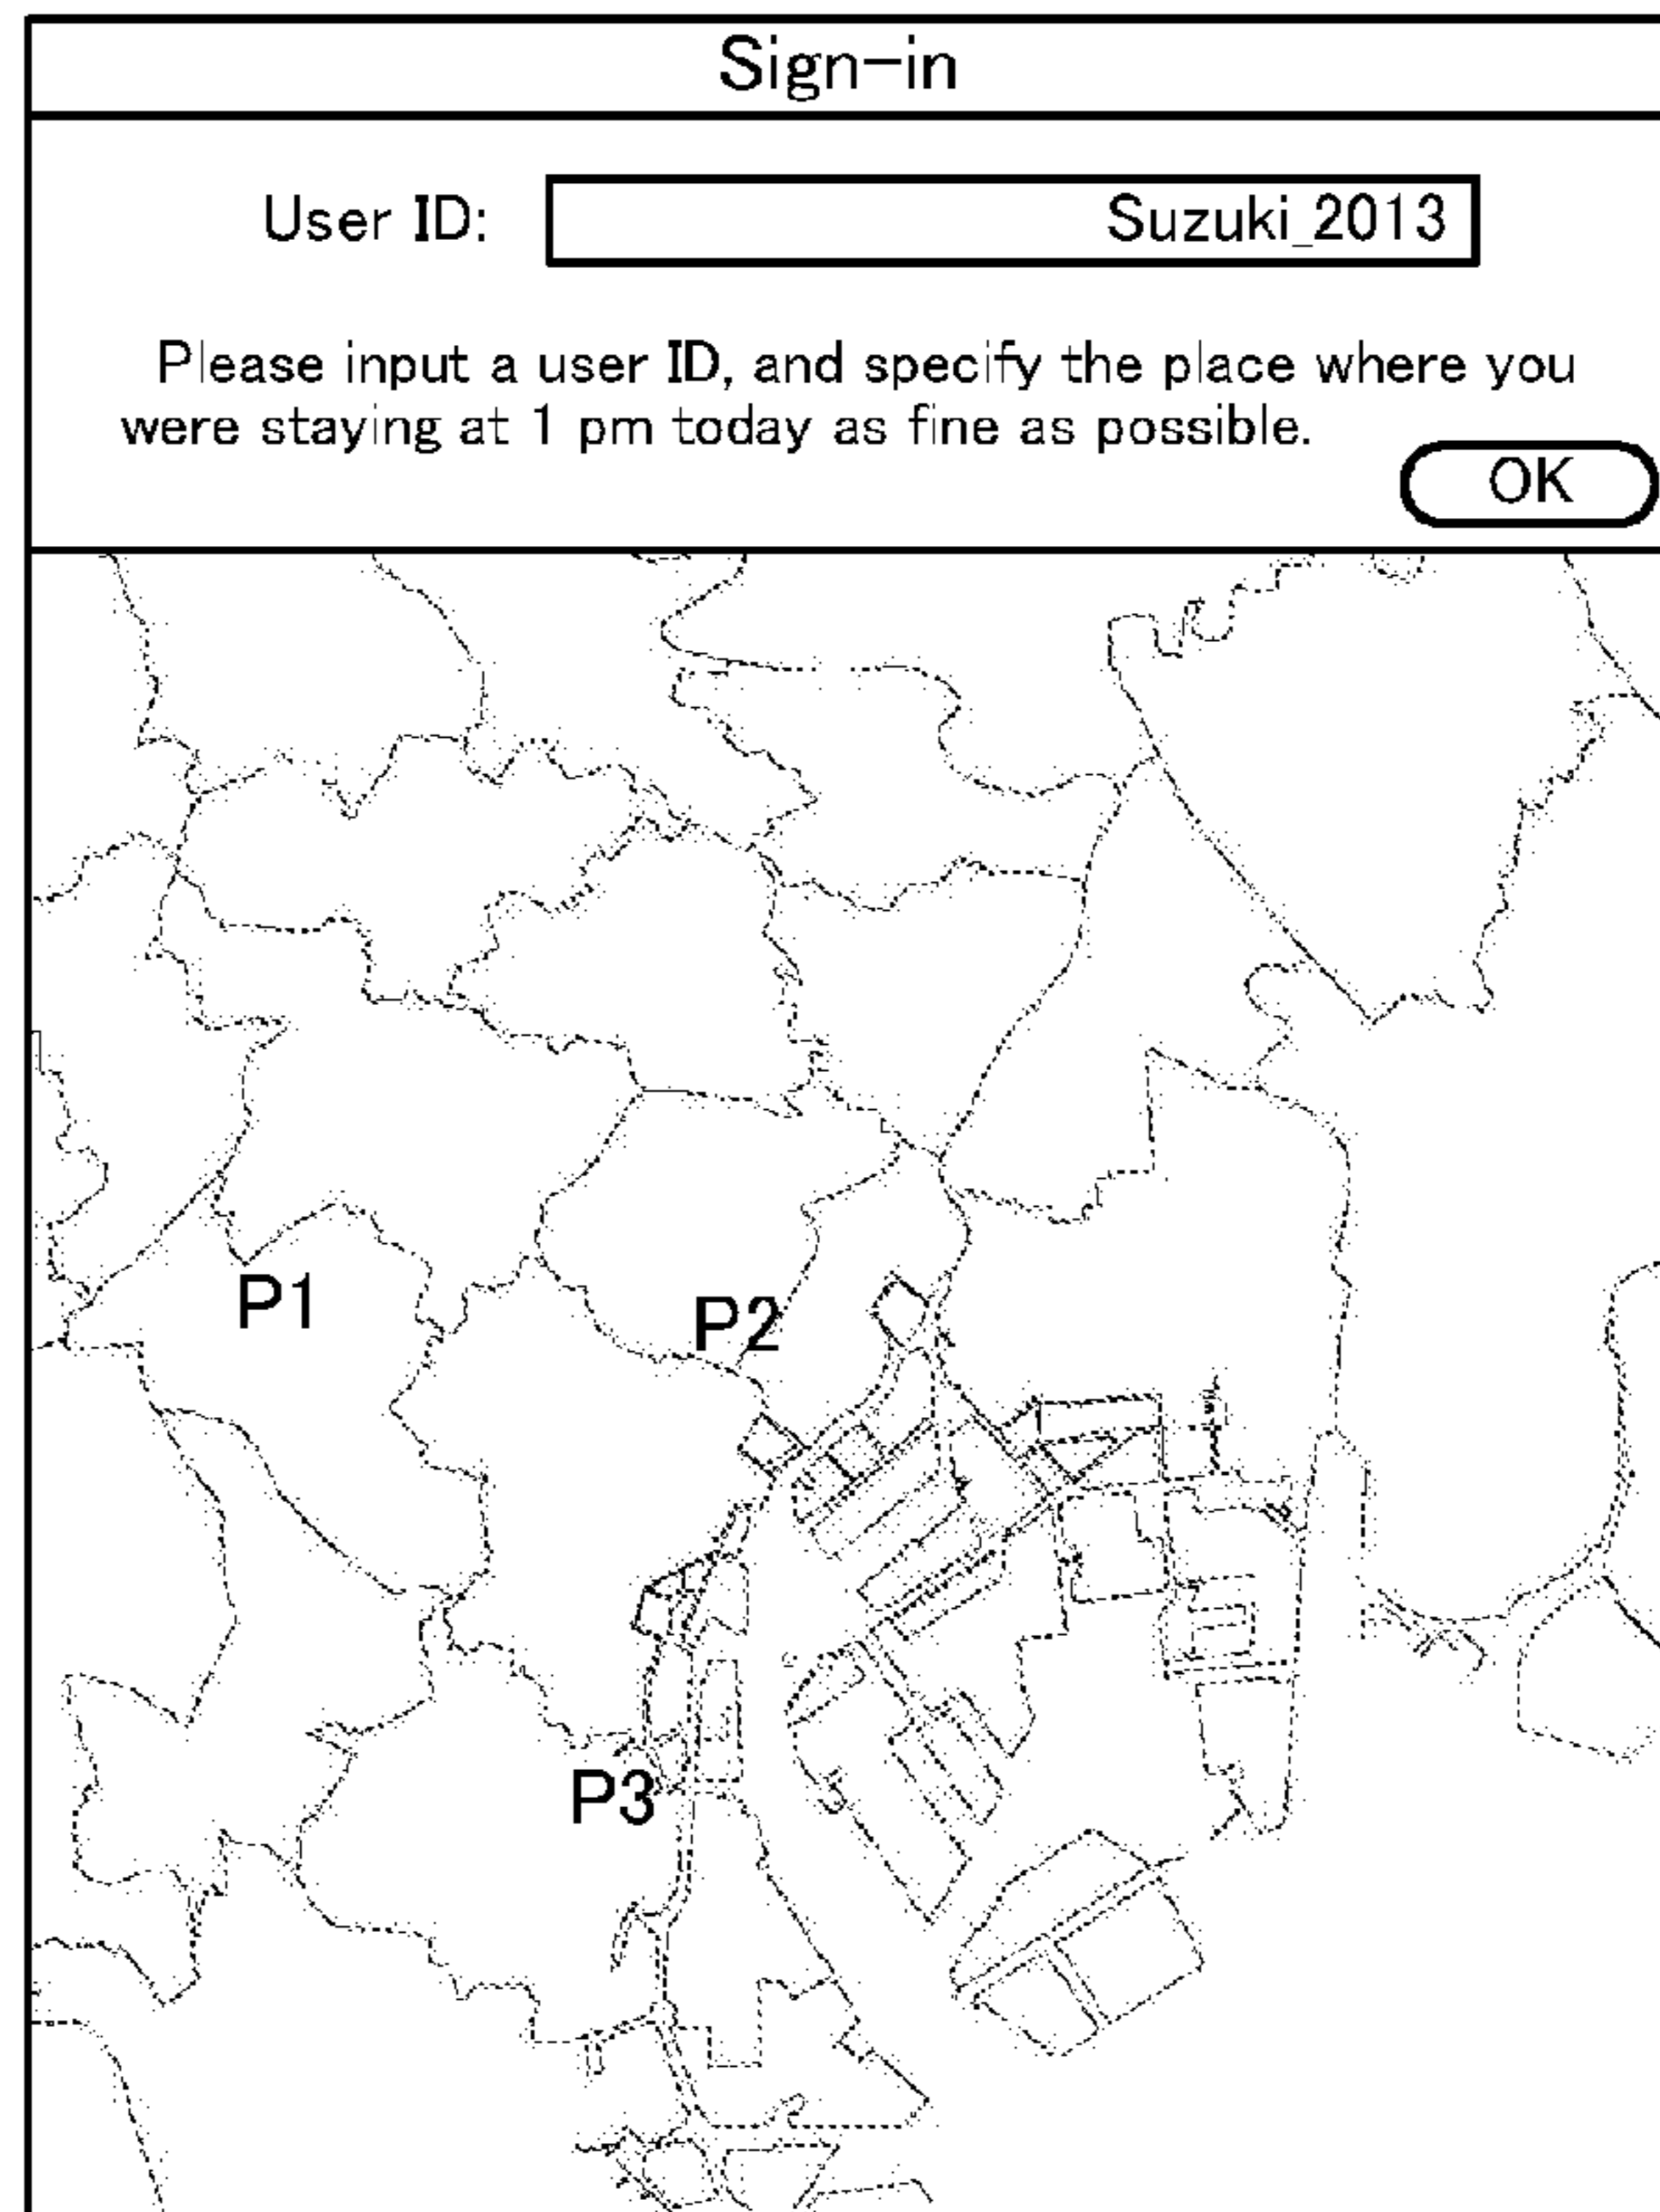 Sign-in
User ID: Suzuki_2013
Please input a user ID, and specify the place where you
were staying at 1 pm today as fine as possible.
OK
P1
P2
P3